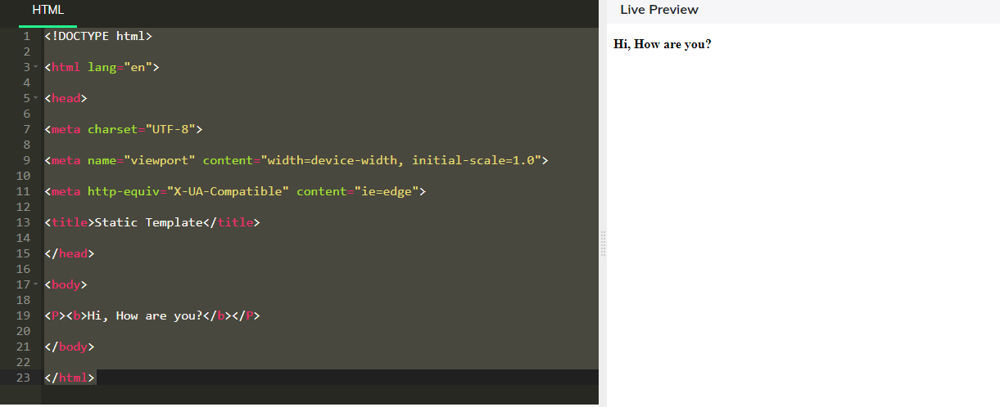 HTML
Live Preview
1 <!DOCTYPE html>
2
3 <html lang="en">
4
5 <head>
6
7 <meta charset="UTF-8">
8
9 <meta name="viewport" content="width=device-width, initial-scale=1.0">
10
11 <meta http-equiv="X-UA-Compatible" content="ie=edge">
12
13 <title>Static Template</title>
14
15 </head>
16
17 <body>
18
19 <P><b>Hi, How are you?</b></P>
20
21 </body>
22
23 </html>
Hi, How are you?